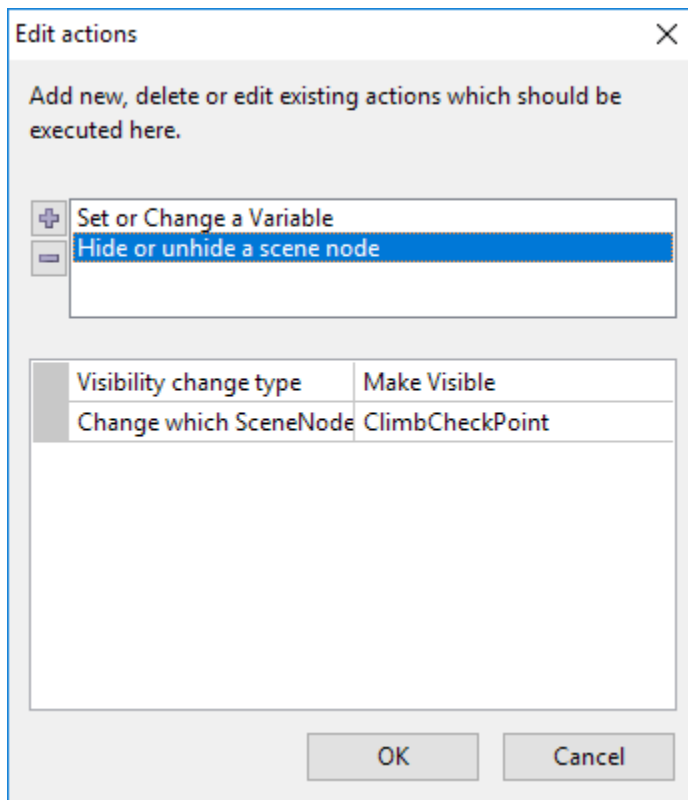 Edit actions
Add new, delete or edit existing actions which should be
executed here.
Set or Change a Variable
Hide or unhide a scene node
Visibility change type Make Visible
Change which SceneNode ClimbCheckPoint
OK Cancel